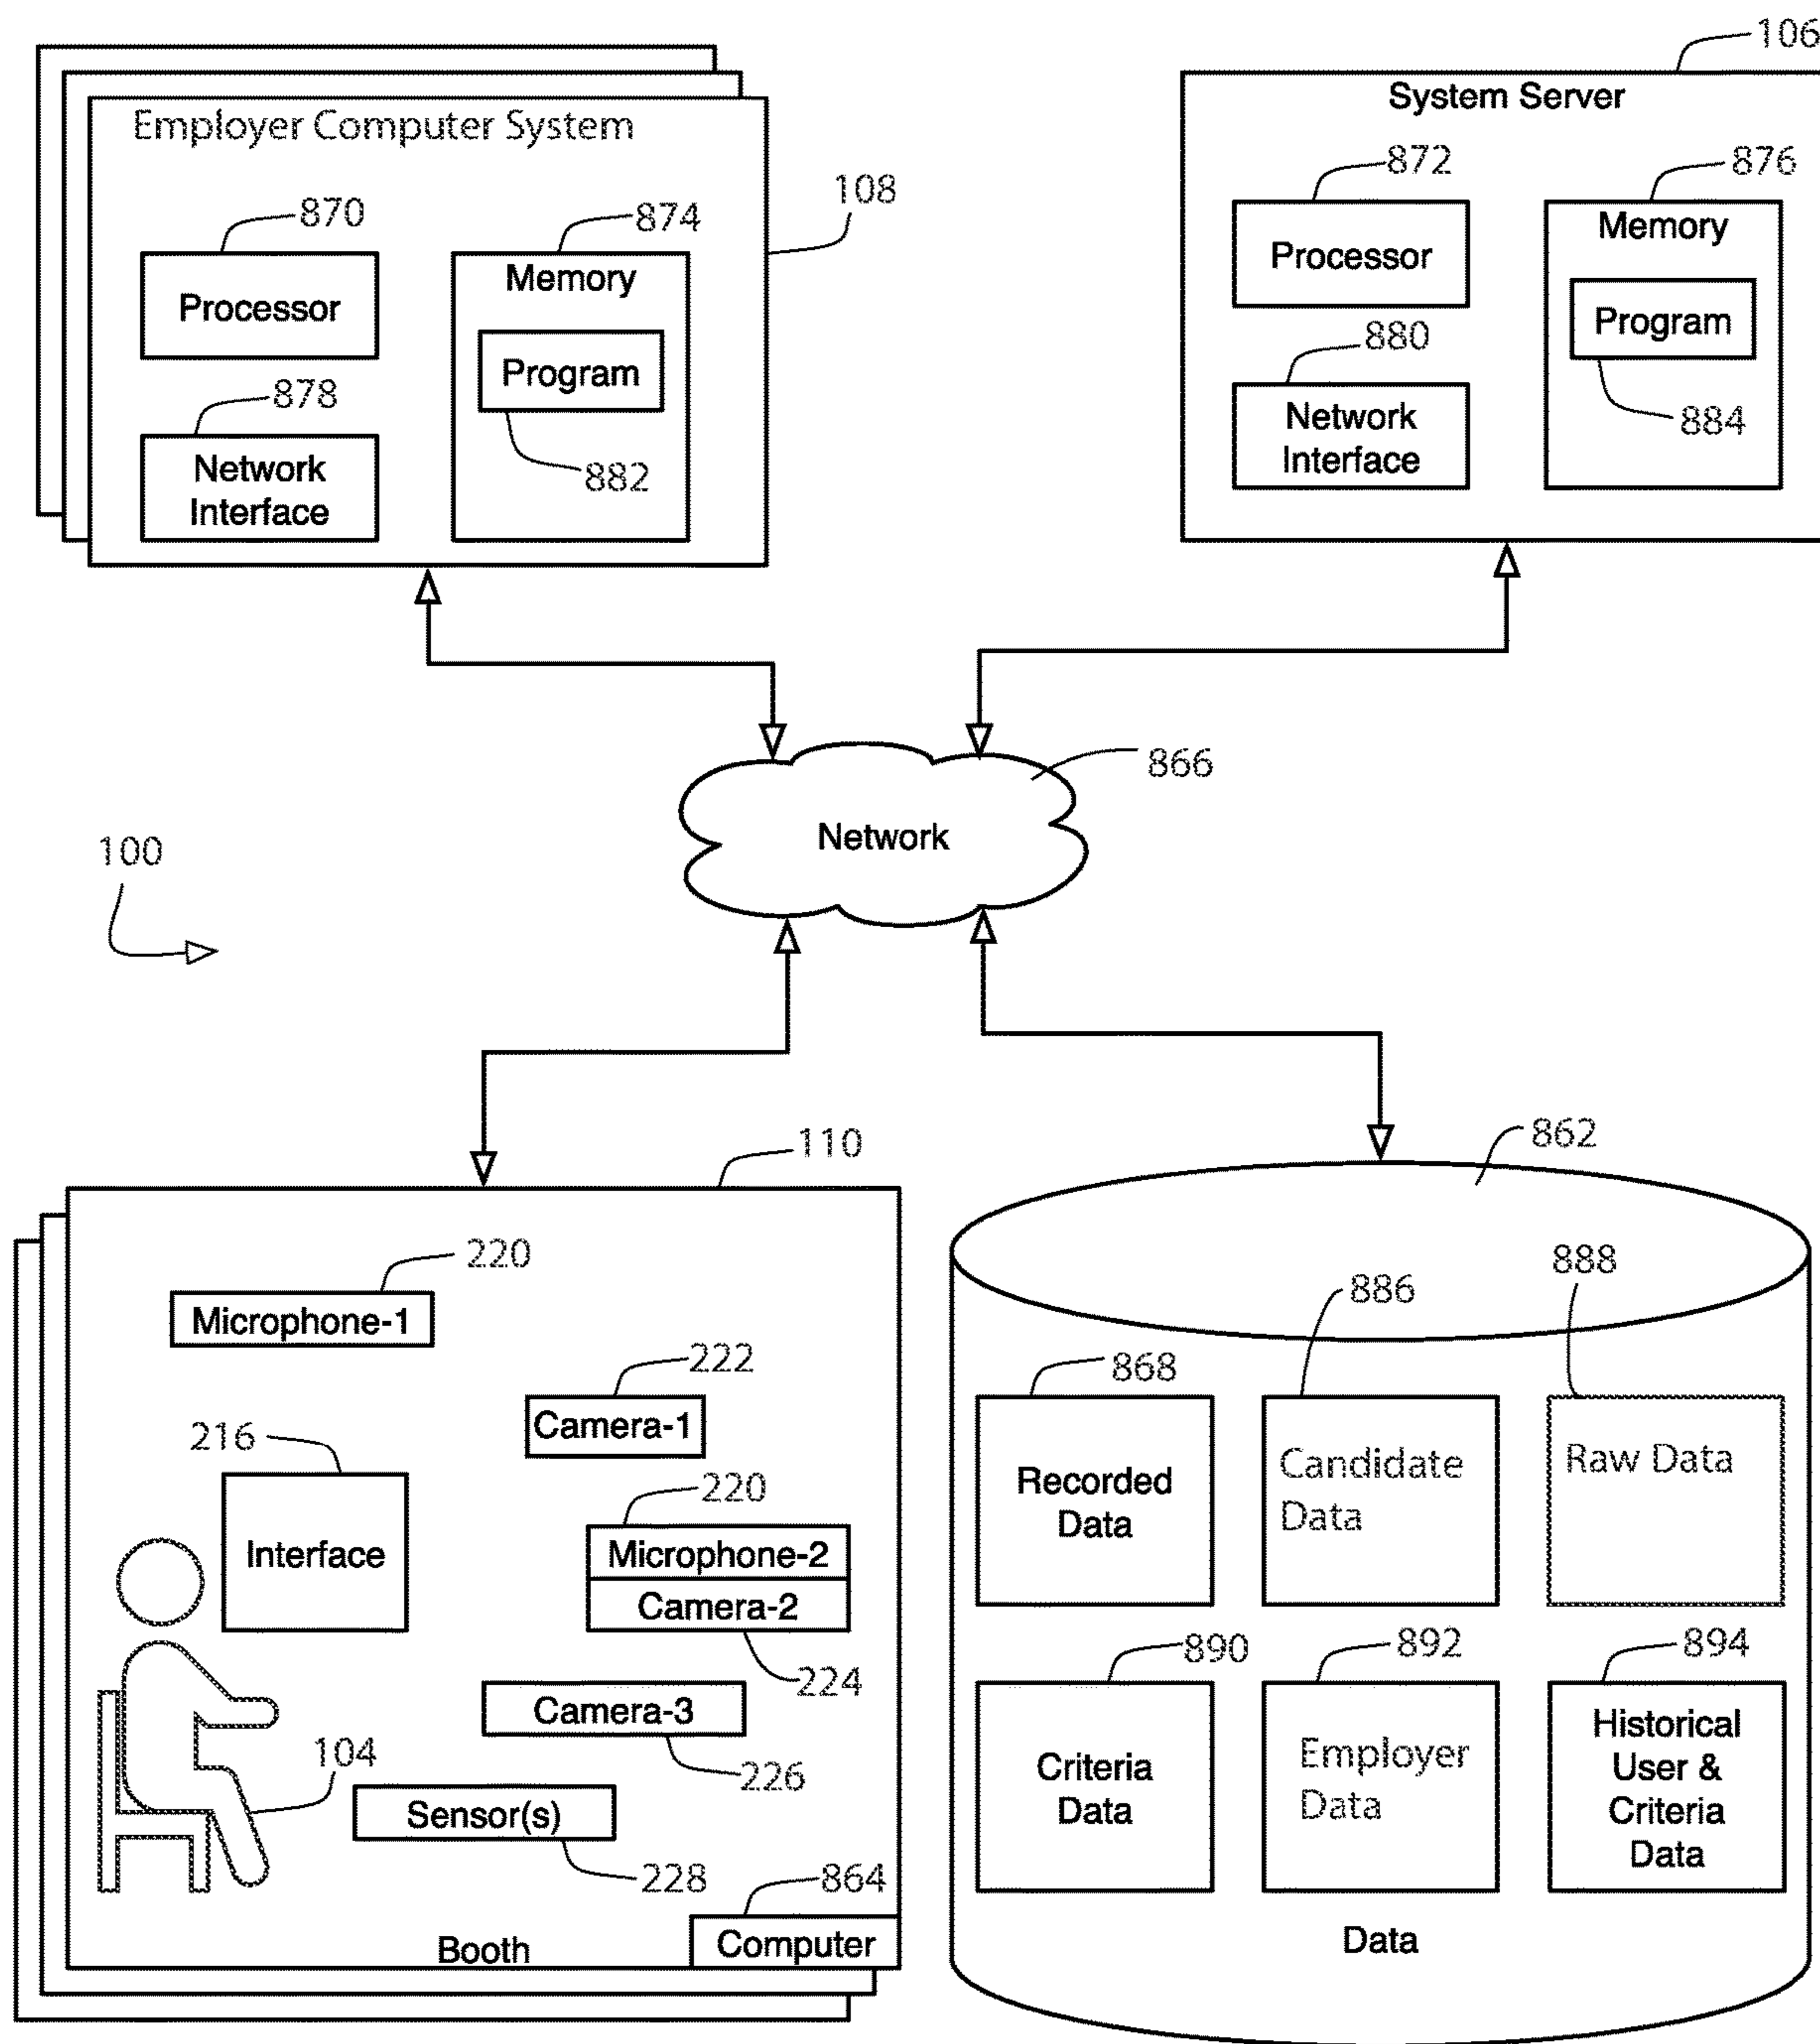 106
System Server
872
876
Processor
Memory
Program
880
Network
Interface
884
Employer Computer System
108
870
874
Processor
Memory
Program
878
Network
Interface
882
866
Network
100
110
220
Microphone-1
222
Camera-1
216
Interface
220
Microphone-2
Camera-2
224
Camera-3
226
104
Sensor(s)
228
864
Computer
Booth
862
888
886
868
Recorded
Data
Candidate
Data
Raw Data
890
892
894
Criteria
Data
Employer
Data
Historical
User &
Criteria
Data
Data